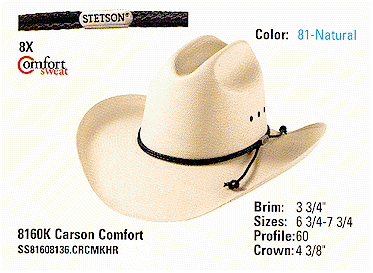 STETSON®
8X
Comfort
sweat
Color: 81-Natural
8160K Carson Comfort
SS81608136.CRCMKHR
Brim: 3 3/4"
Sizes: 6 3/4-7 3/4
Profile:60
Crown:4 3/8"